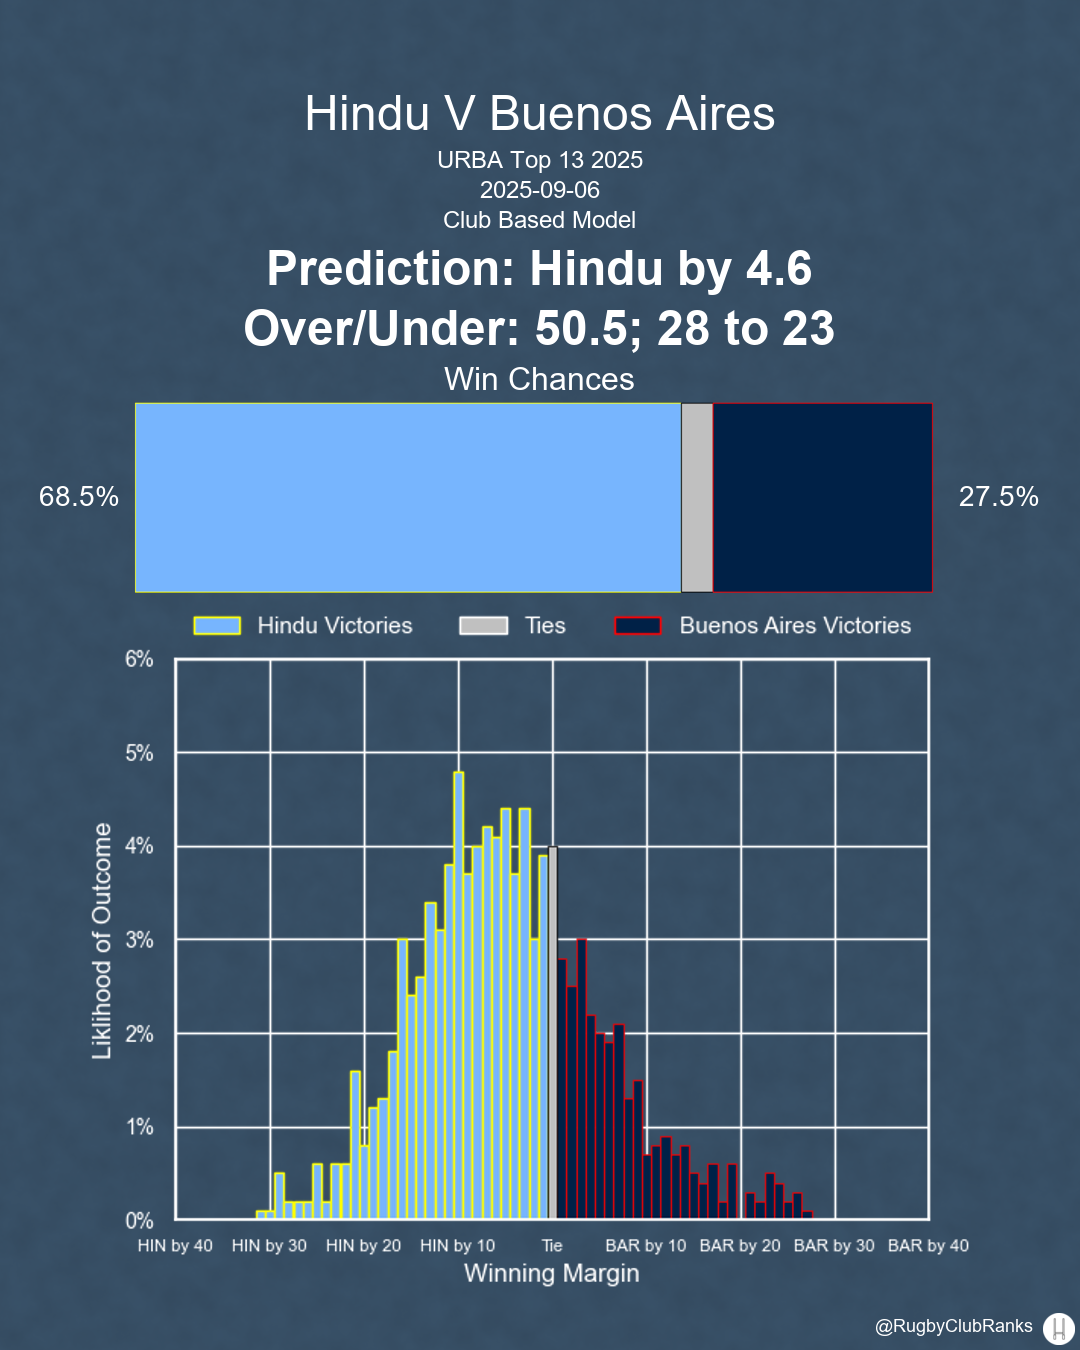 Hindu V Buenos Aires
URBA Top 13 2025
2025-09-06
Club Based Model
Prediction: Hindu by 4.6
Over/Under: 50.5; 28 to 23
Win Chances
68.5%
27.5%
Hindu Victories Ties Buenos Aires Victories
6%
5%
4%
3%
2%
1%
0%
Liklihood of Outcome
HIN by 40 HIN by 30 HIN by 20 HIN by 10 Tie BAR by 10 BAR by 20 BAR by 30 BAR by 40
Winning Margin
@RugbyClubRanks